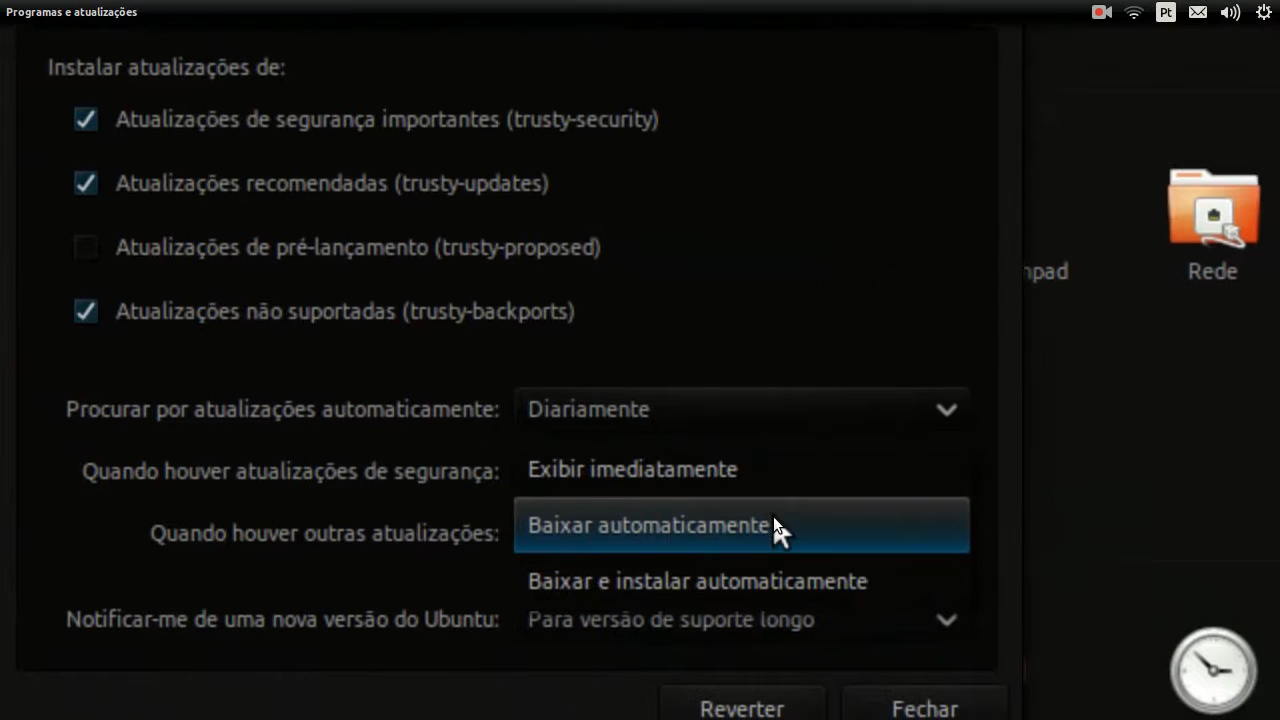 Programas e atualizações
Pt
Instalar atualizações de:
Atualizações de segurança importantes (trusty-security)
Atualizações recomendadas (trusty-updates)
Atualizações de pré-lançamento (trusty-proposed)
Atualizações não suportadas (trusty-backports)
Procurar por atualizações automaticamente: Diariamente
Quando houver atualizações de segurança: Exibir imediatamente
Baixar automaticamente
Quando houver outras atualizações:
Baixar e instalar automaticamente
Notificar-me de uma nova versão do Ubuntu: Para versão de suporte longo
Reverter Fechar
Rede